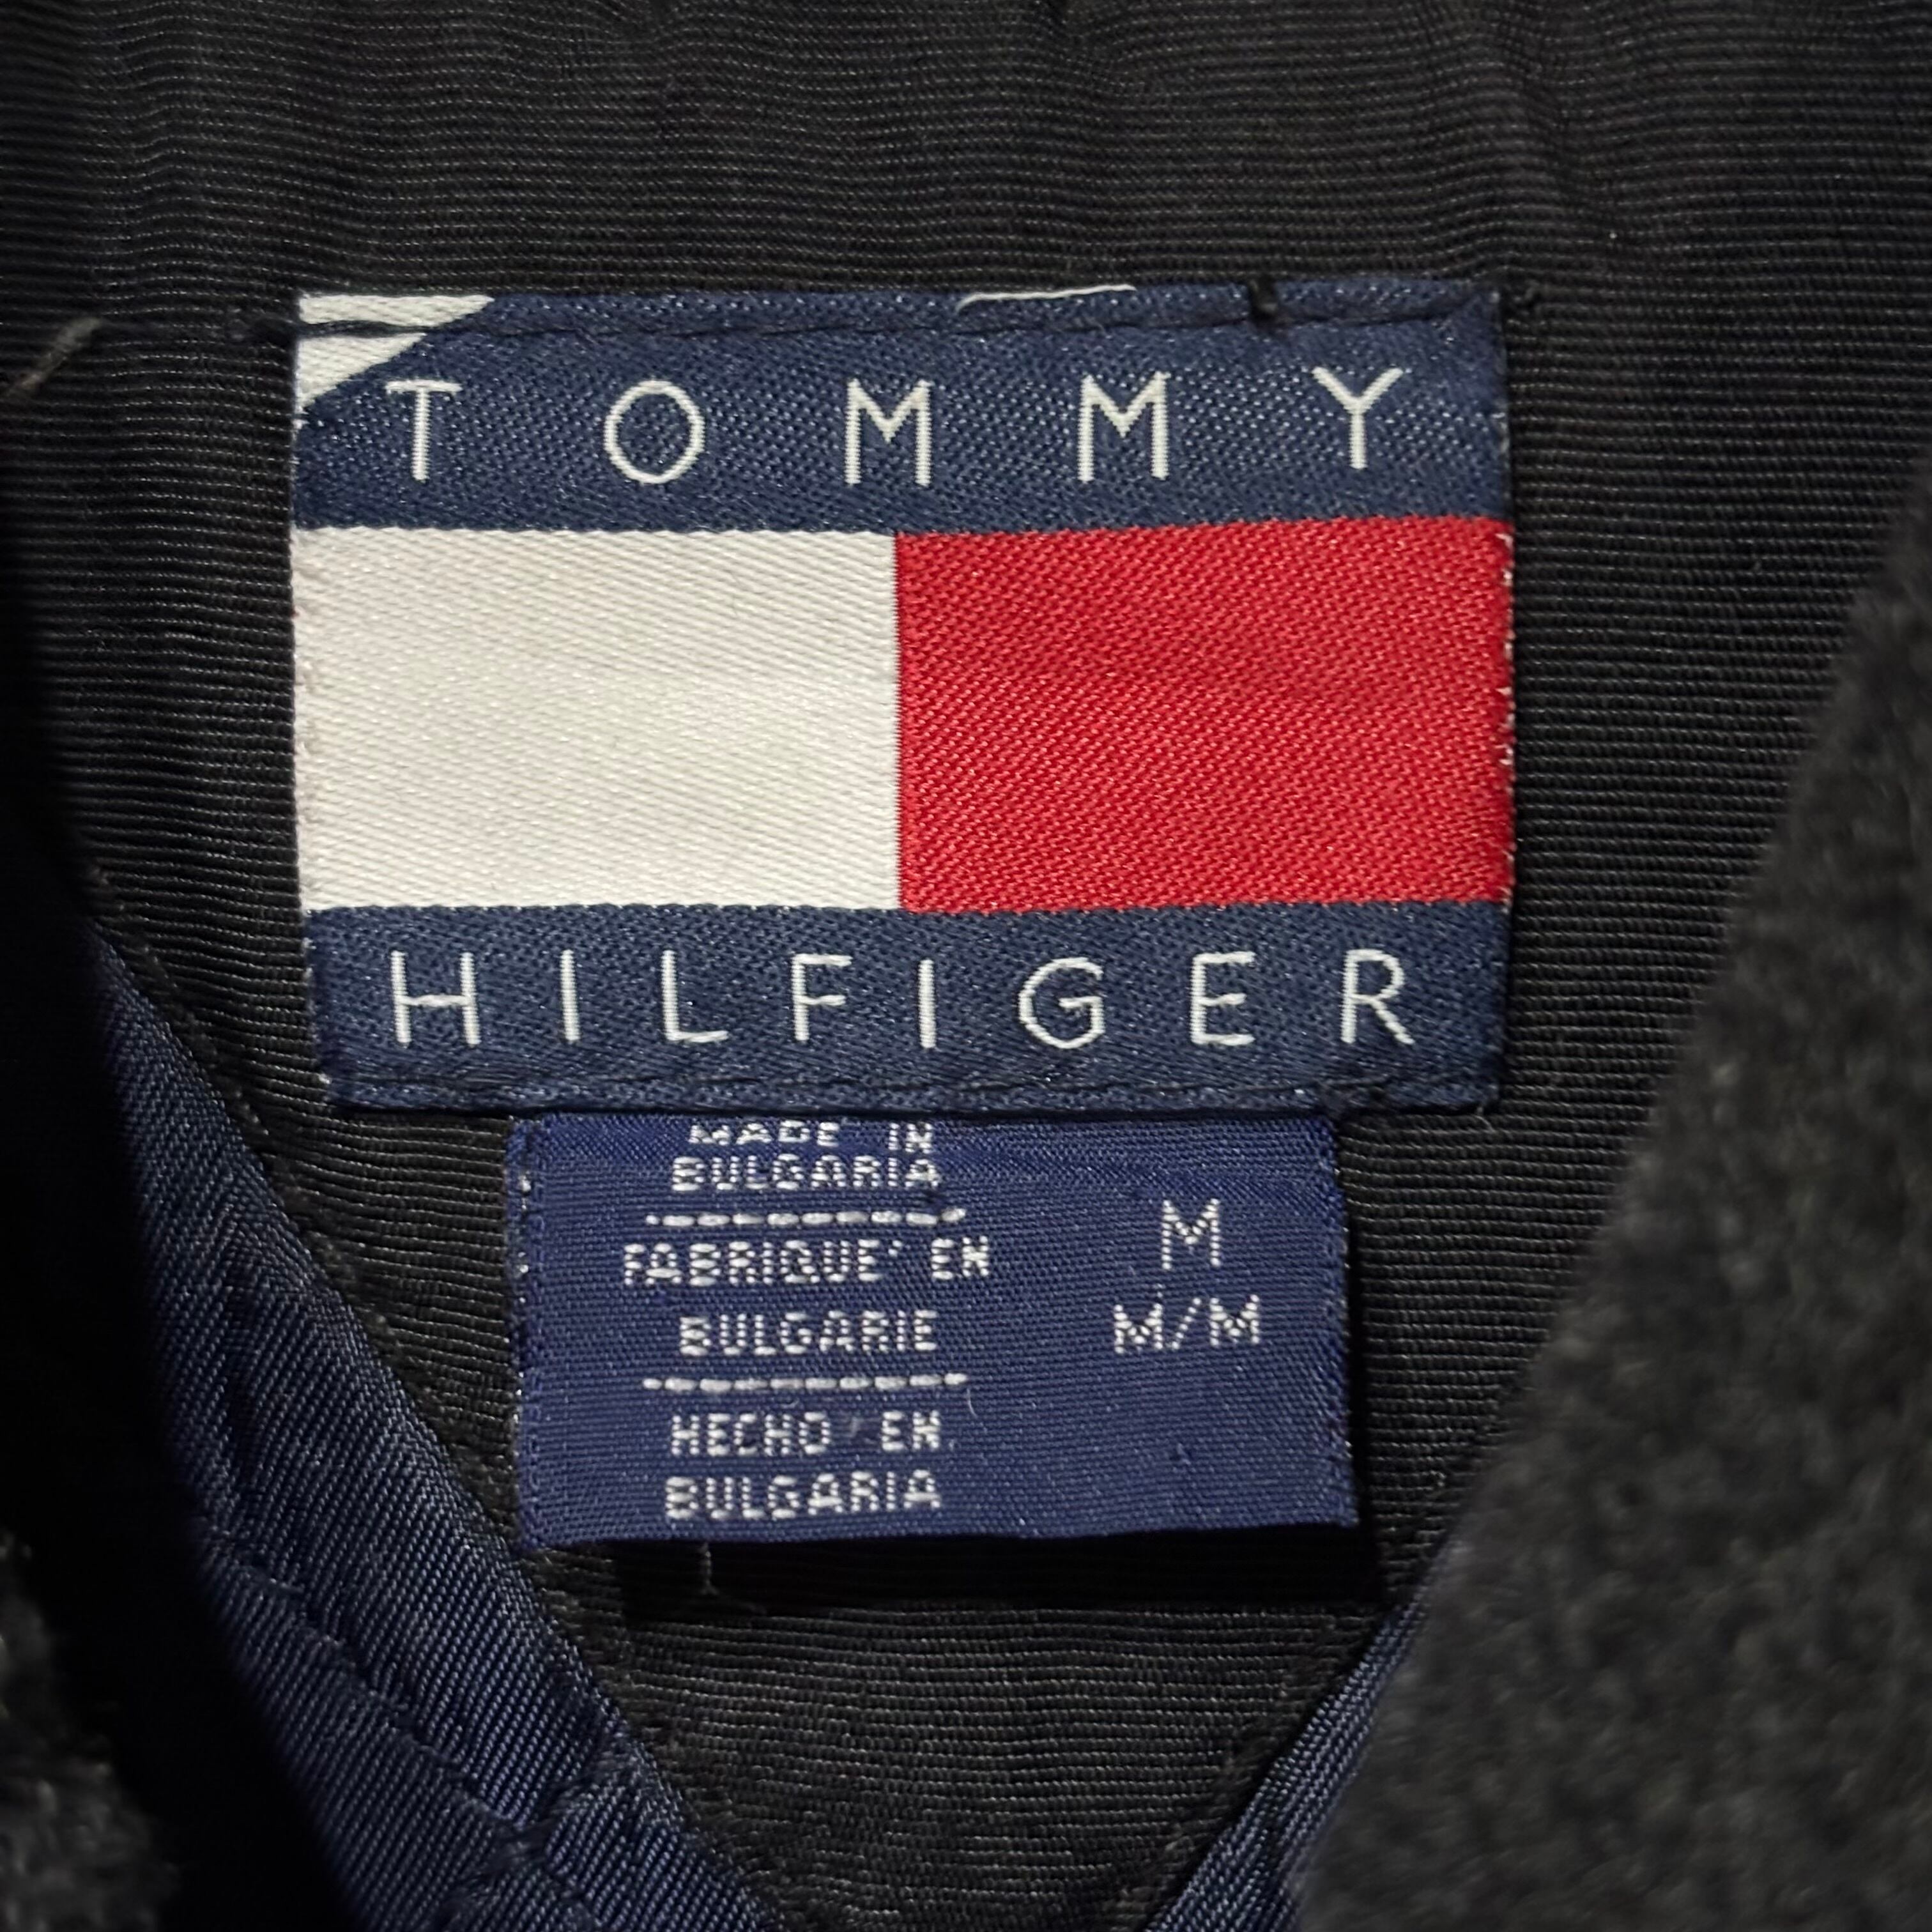 TOMMY
HILFIGER
MADE IN
BULGARIA
FABRIQUE' EN
BULGARIE
HECHO EN
BULGARIA
M
M/M